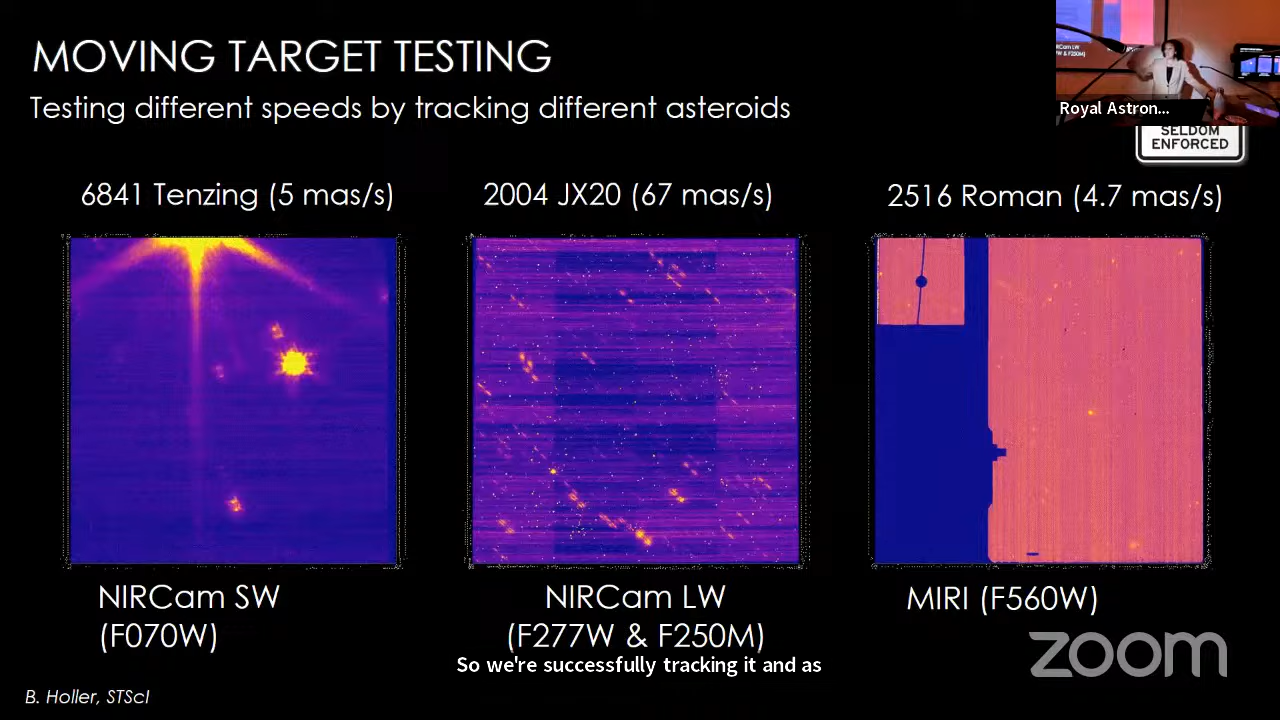 MOVING TARGET TESTING
Testing different speeds by tracking different asteroids
Royal Astron...
SELDOM
ENFORCED
6841 Tenzing (5 mas/s)
2004 JX20 (67 mas/s)
2516 Roman (4.7 mas/s)
NIRCam SW
(F070W)
NIRCam LW
(F277W & F250M)
MIRI (F560W)
So we're successfully tracking it and as
zoom
B. Holler, STScI